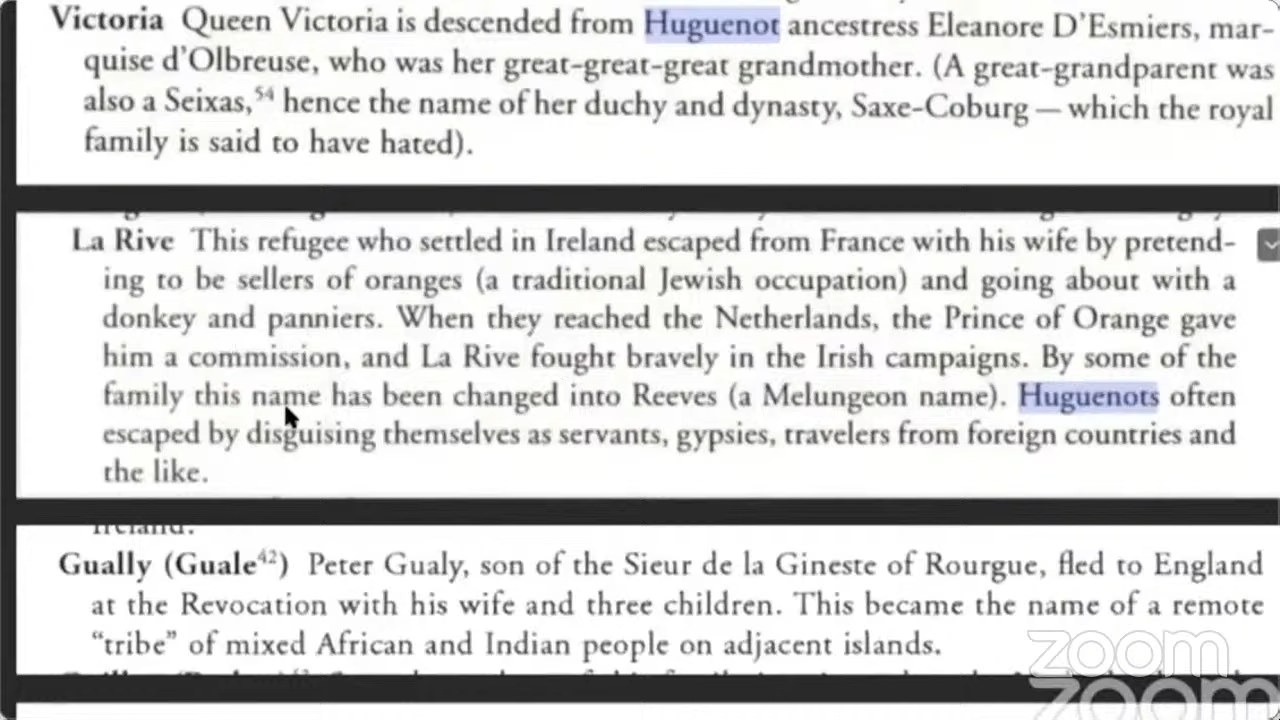 Victoria Queen Victoria is descended from Huguenot ancestress Eleanore D'Esmiers, mar-
quise d'Olbreuse, who was her great-great-great grandmother. (A great-grandparent was
also a Seixas,54 hence the name of her duchy and dynasty, Saxe-Coburg — which the royal
family is said to have hated).
La Rive This refugee who settled in Ireland escaped from France with his wife by pretend-
ing to be sellers of oranges (a traditional Jewish occupation) and going about with a
donkey and panniers. When they reached the Netherlands, the Prince of Orange gave
him a commission, and La Rive fought bravely in the Irish campaigns. By some of the
family this name has been changed into Reeves (a Melungeon name). Huguenots often
escaped by disguising themselves as servants, gypsies, travelers from foreign countries and
the like.
Ireland.
Gually (Guale42) Peter Gualy, son of the Sieur de la Gineste of Rourgue, fled to England
at the Revocation with his wife and three children. This became the name of a remote
"tribe" of mixed African and Indian people on adjacent islands.
zoom
zoom